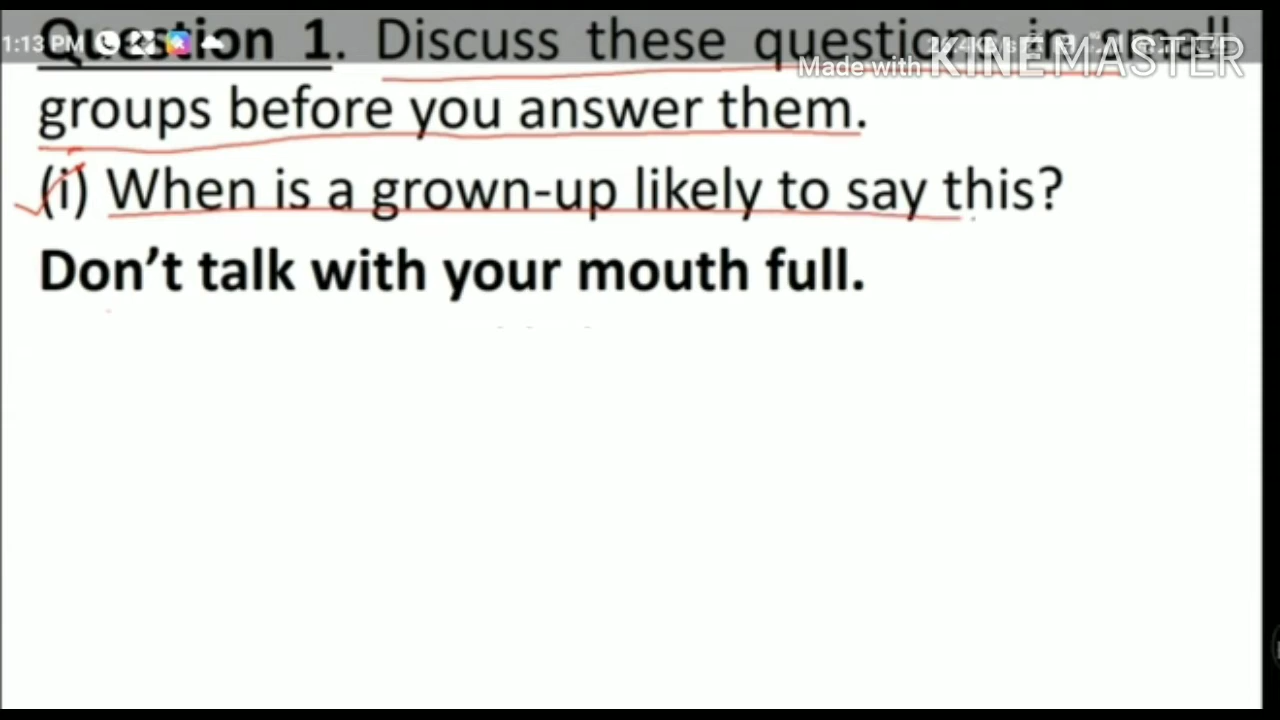 1:13 PM
Question 1. Discuss these questions in small
Made with KINEMASTER
groups before you answer them.
(i) When is a grown-up likely to say this?
Don't talk with your mouth full.